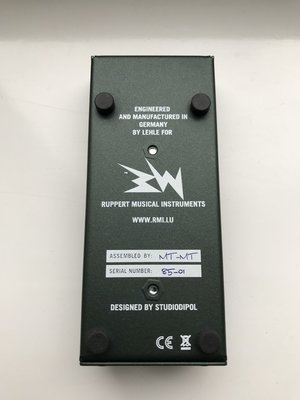 ENGINEERED
AND MANUFACTURED IN
GERMANY
BY LEHLE FOR
RUPPERT MUSICAL INSTRUMENTS
WWW.RMI.LU
ASSEMBLED BY: MT-MT
SERIAL NUMBER: 85-01
DESIGNED BY STUDIODIPOL
CE